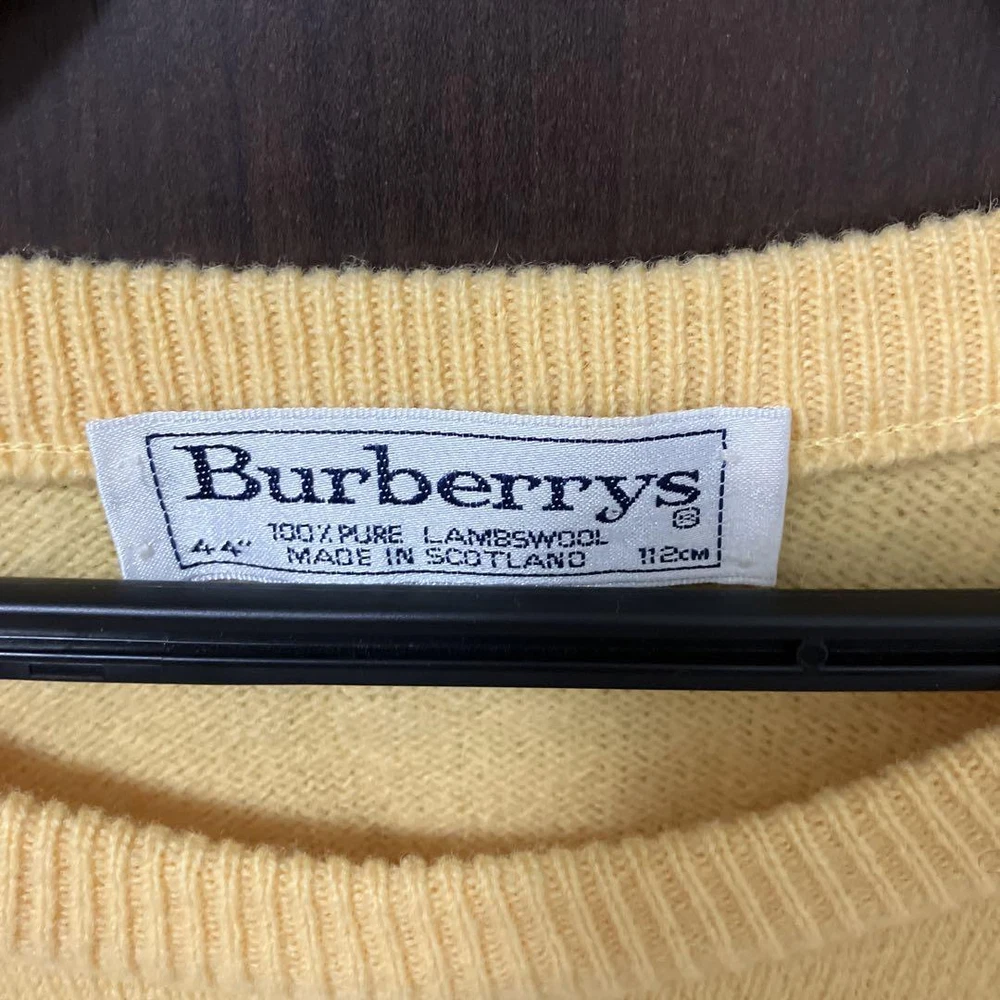 Burberrys ®
100% PURE LAMBSWOOL
44" MADE IN SCOTLAND 112CM